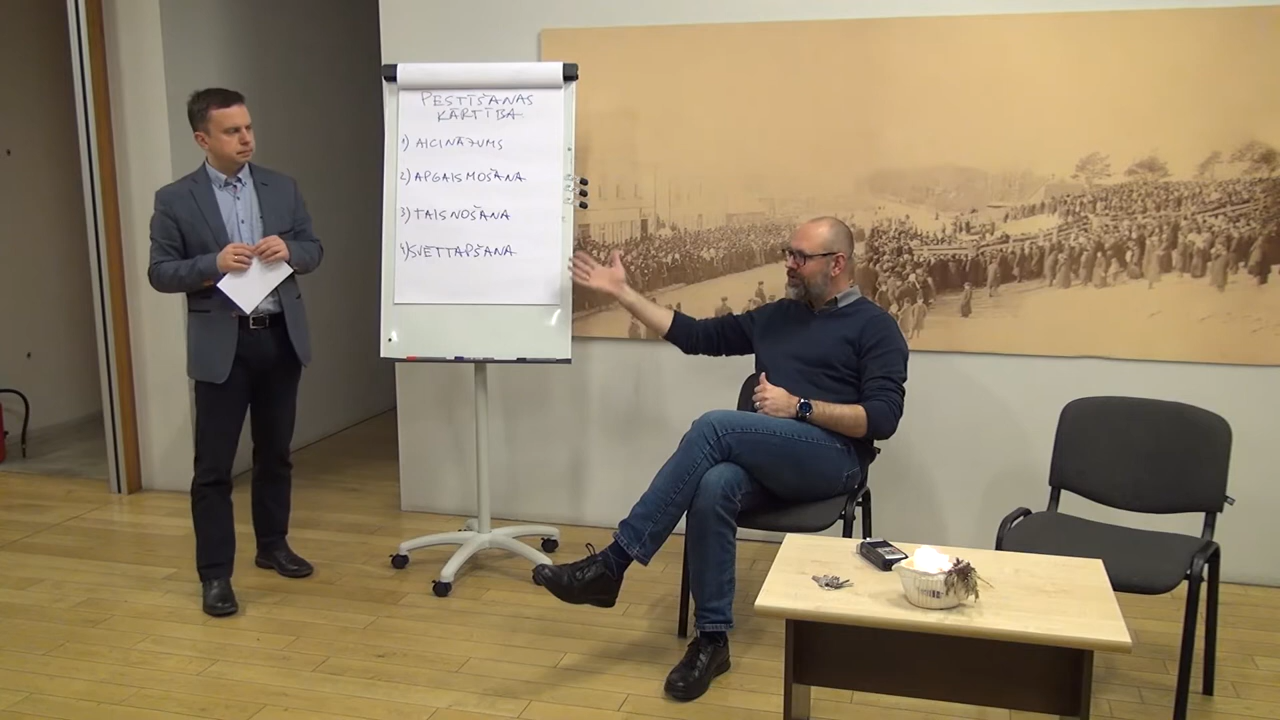 PESTĪŠANAS
KĀRTĪBA
1) AICINĀJUMS
2) APGAISMOŠANA
3) TAISNOŠANA
4) SVĒTTAPŠANA